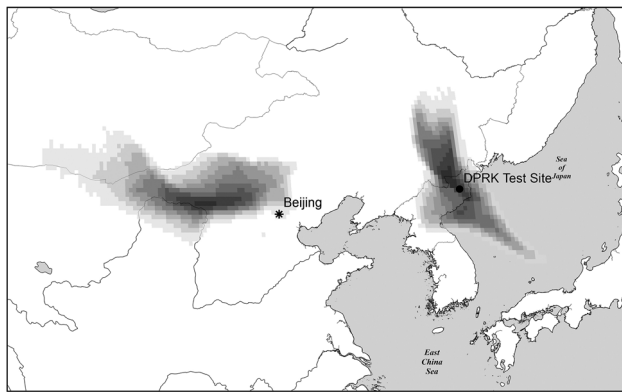 Sea
of
DPRK Test Site
Japan
Beijing
East
China
Sea